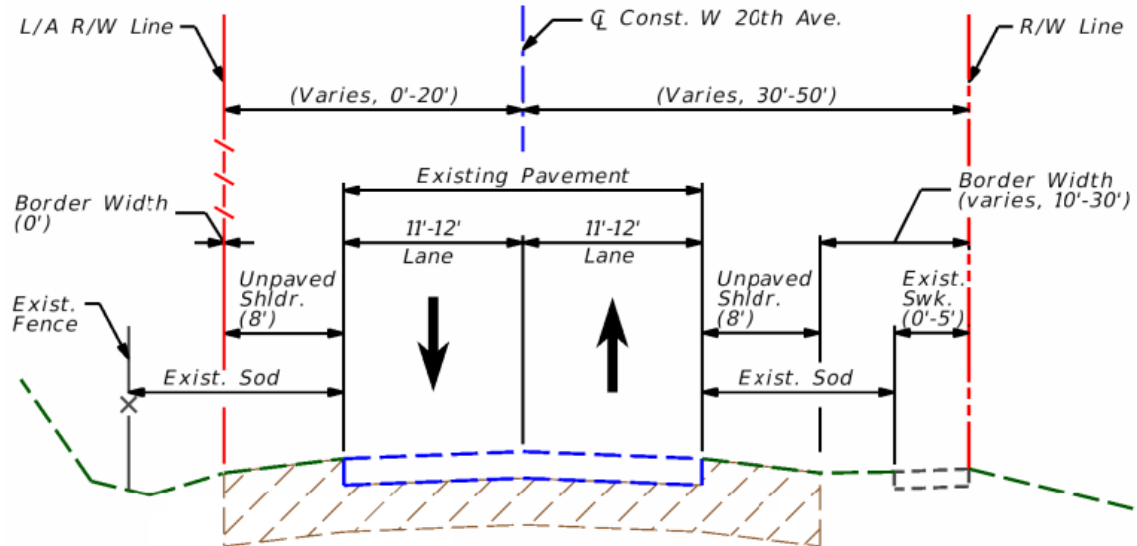 L/A R/W Line
℄ Const. W 20th Ave.
R/W Line
(Varies, 0'-20')
(Varies, 30'-50')
Existing Pavement
Border Width
(0')
Border Width
(varies, 10'-30')
11'-12'
Lane
11'-12'
Lane
Unpaved
Shldr.
(8')
Unpaved
Shldr.
(8')
Exist.
Swk.
(0'-5')
Exist.
Fence
Exist. Sod
Exist. Sod